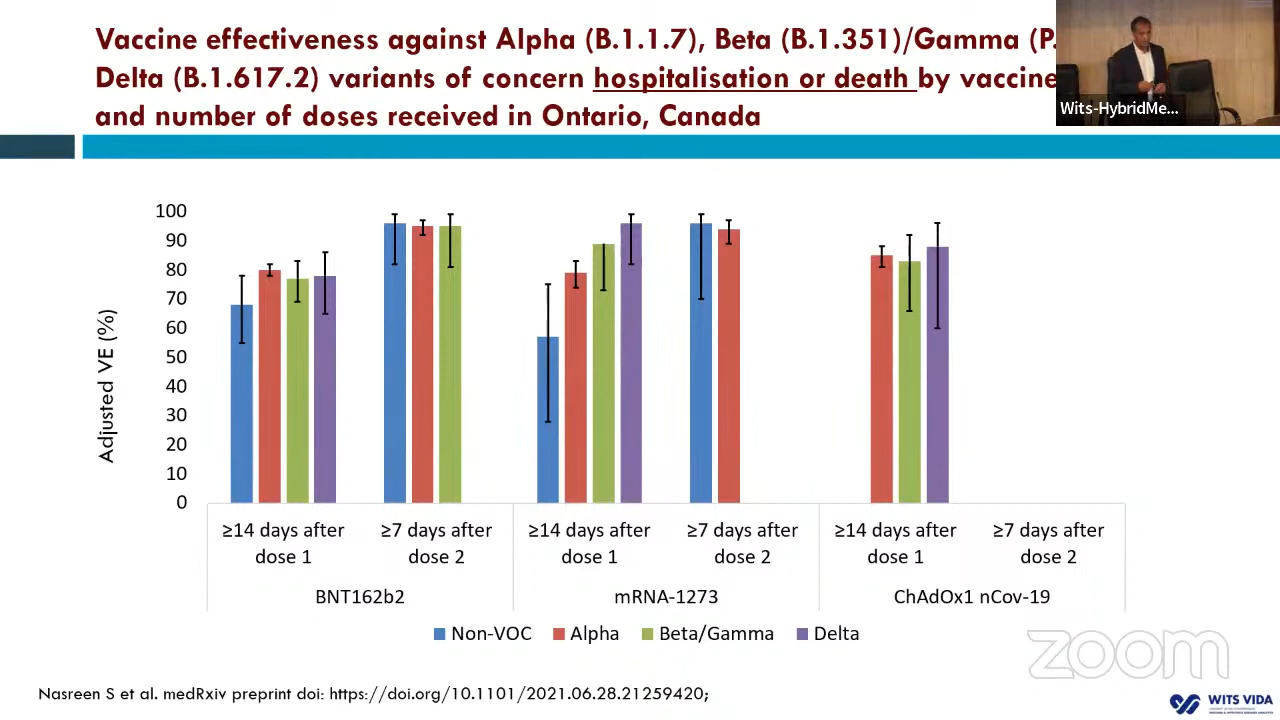 Vaccine effectiveness against Alpha (B.1.1.7), Beta (B.1.351)/Gamma (P.
Delta (B.1.617.2) variants of concern hospitalisation or death by vaccine
and number of doses received in Ontario, Canada
Wits-HybridMe...
Adjusted VE (%)
100
90
80
70
60
50
40
30
20
10
0
≥14 days after dose 1
≥7 days after dose 2
≥14 days after dose 1
≥7 days after dose 2
≥14 days after dose 1
≥7 days after dose 2
BNT162b2 mRNA-1273 ChAdOx1 nCov-19
Non-VOC Alpha Beta/Gamma Delta
zoom
Nasreen S et al. medRxiv preprint doi: https://doi.org/10.1101/2021.06.28.21259420;
WITS VIDA